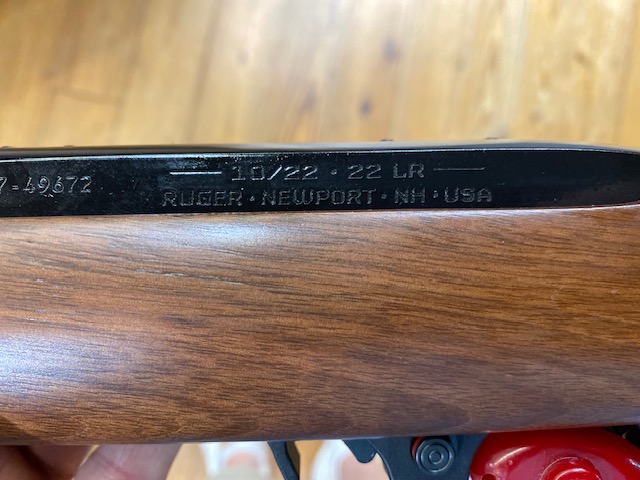 7-49672
10/22 · 22 LR
RUGER · NEWPORT · NH · USA